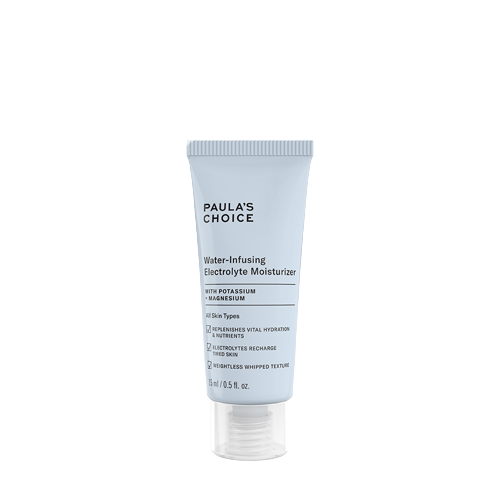 PAULA'S
CHOICE
Water-Infusing
Electrolyte Moisturizer
WITH POTASSIUM
+ MAGNESIUM
All Skin Types
REPLENISHES VITAL HYDRATION
& NUTRIENTS
ELECTROLYTES RECHARGE
TIRED SKIN
WEIGHTLESS WHIPPED TEXTURE
15 ml / 0.5 fl. oz.